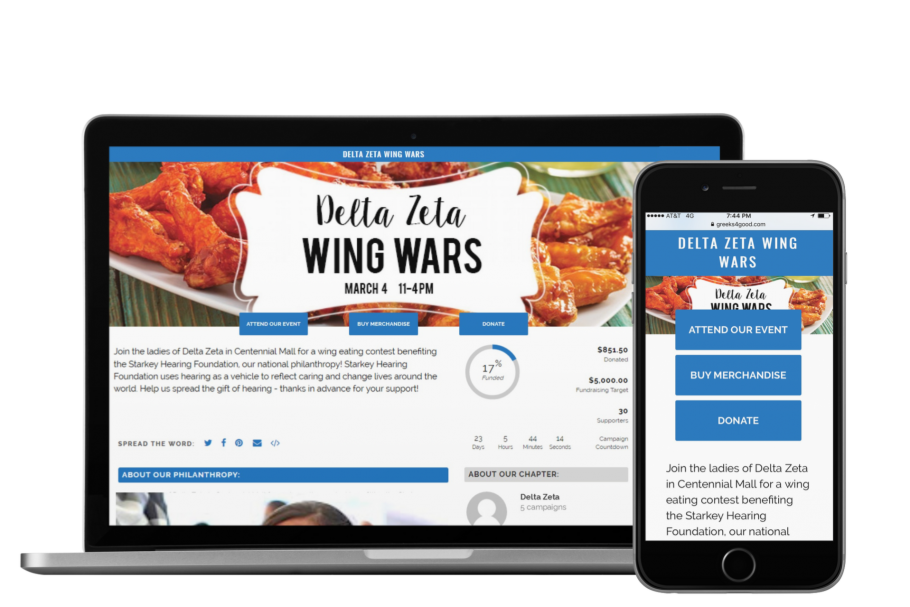 DELTA ZETA WING WARS
Delta Zeta
WING WARS
MARCH 4 11-4PM
ATTEND OUR EVENT
BUY MERCHANDISE
DONATE
Join the ladies of Delta Zeta in Centennial Mall for a wing eating contest benefiting
the Starkey Hearing Foundation, our national philanthropy! Starkey Hearing
Foundation uses hearing as a vehicle to reflect caring and change lives around the
world. Help us spread the gift of hearing - thanks in advance for your support!
17%
Funded
$851.50
Donated
$5,000.00
Fundraising Target
30
Supporters
SPREAD THE WORD:
23 5 44 14 Campaign
Days Hours Minutes Seconds Countdown
ABOUT OUR PHILANTHROPY:
ABOUT OUR CHAPTER:
Delta Zeta
5 campaigns
AT&T 4G 7:44 PM
greeks4good.com
DELTA ZETA WING
WARS
Delta Zeta
WING WARS
ATTEND OUR EVENT
BUY MERCHANDISE
DONATE
Join the ladies of Delta Zeta
in Centennial Mall for a wing
eating contest benefiting
the Starkey Hearing
Foundation, our national